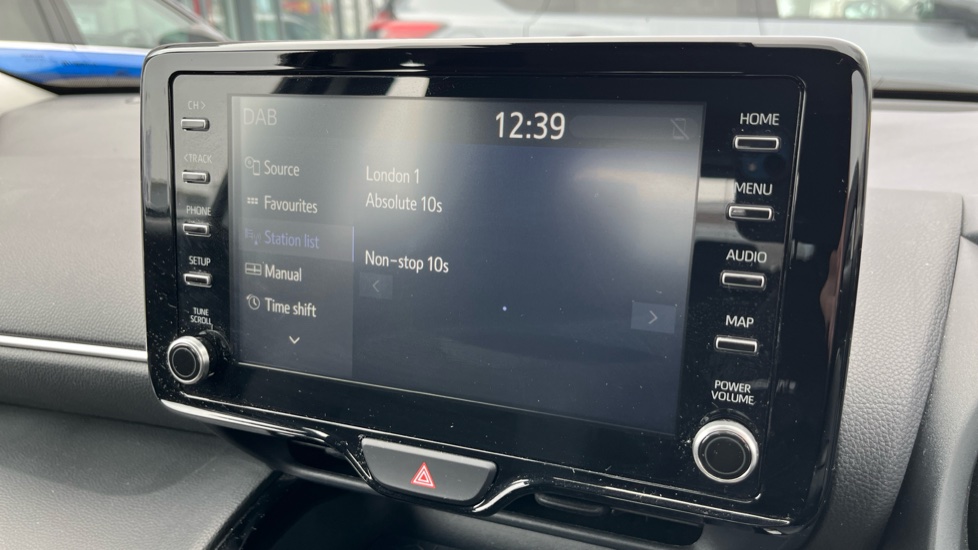 CH >
< TRACK
PHONE
SETUP
TUNE
SCROLL
DAB
12:39
Source
Favourites
Station list
Manual
Time shift
London 1
Absolute 10s
Non-stop 10s
HOME
MENU
AUDIO
MAP
POWER
VOLUME